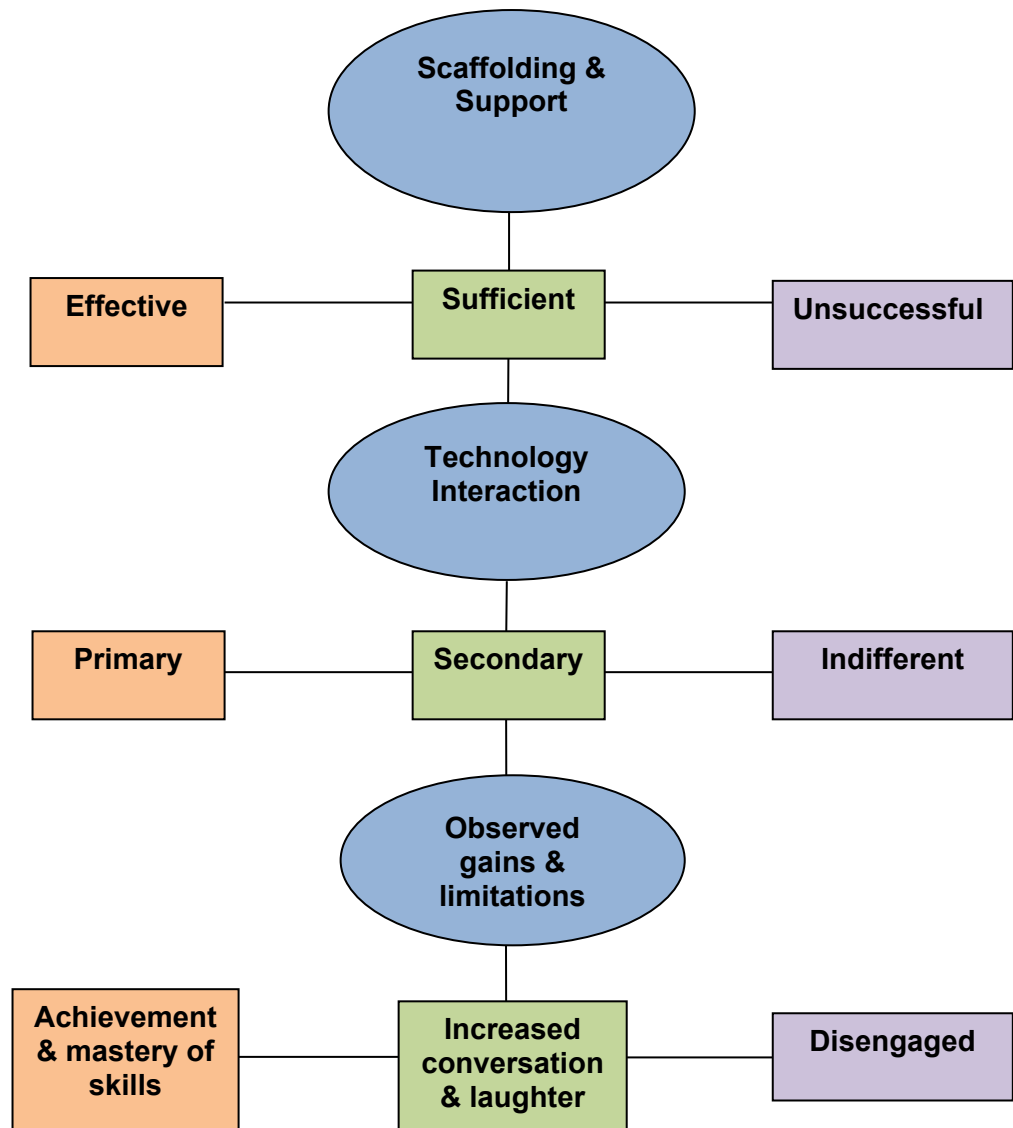 Scaffolding &
Support
Effective
Sufficient
Unsuccessful
Technology
Interaction
Primary
Secondary
Indifferent
Observed
gains &
limitations
Achievement
& mastery of
skills
Increased
conversation
& laughter
Disengaged